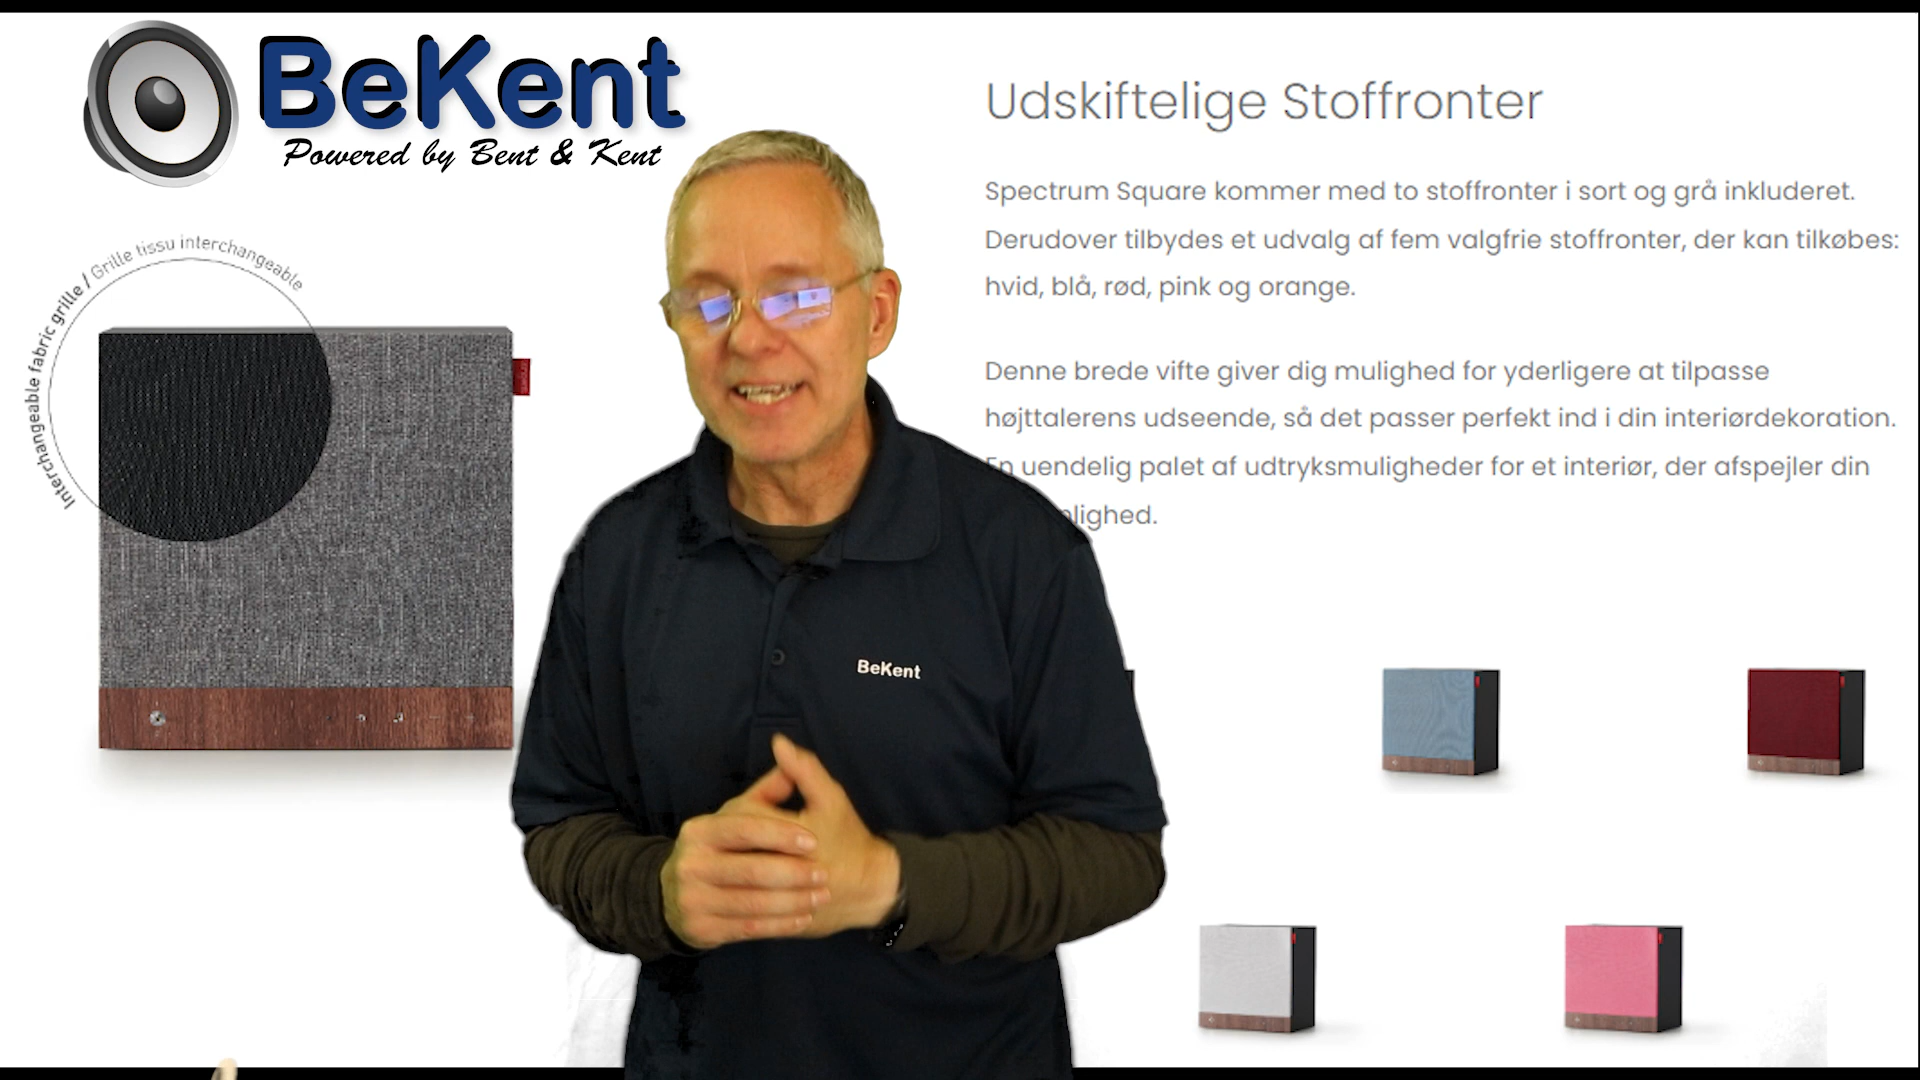 BeKent
Powered by Bent & Kent
Udskiftelige Stoffronter
Spectrum Square kommer med to stoffronter i sort og grå inkluderet.
Derudover tilbydes et udvalg af fem valgfrie stoffronter, der kan tilkøbes:
hvid, blå, rød, pink og orange.
Denne brede vifte giver dig mulighed for yderligere at tilpasse
højttalerens udseende, så det passer perfekt ind i din interiørdekoration.
En uendelig palet af udtryksmuligheder for et interiør, der afspejler din
Interchangeable fabric grille / Grille tissu interchangeable
BeKent